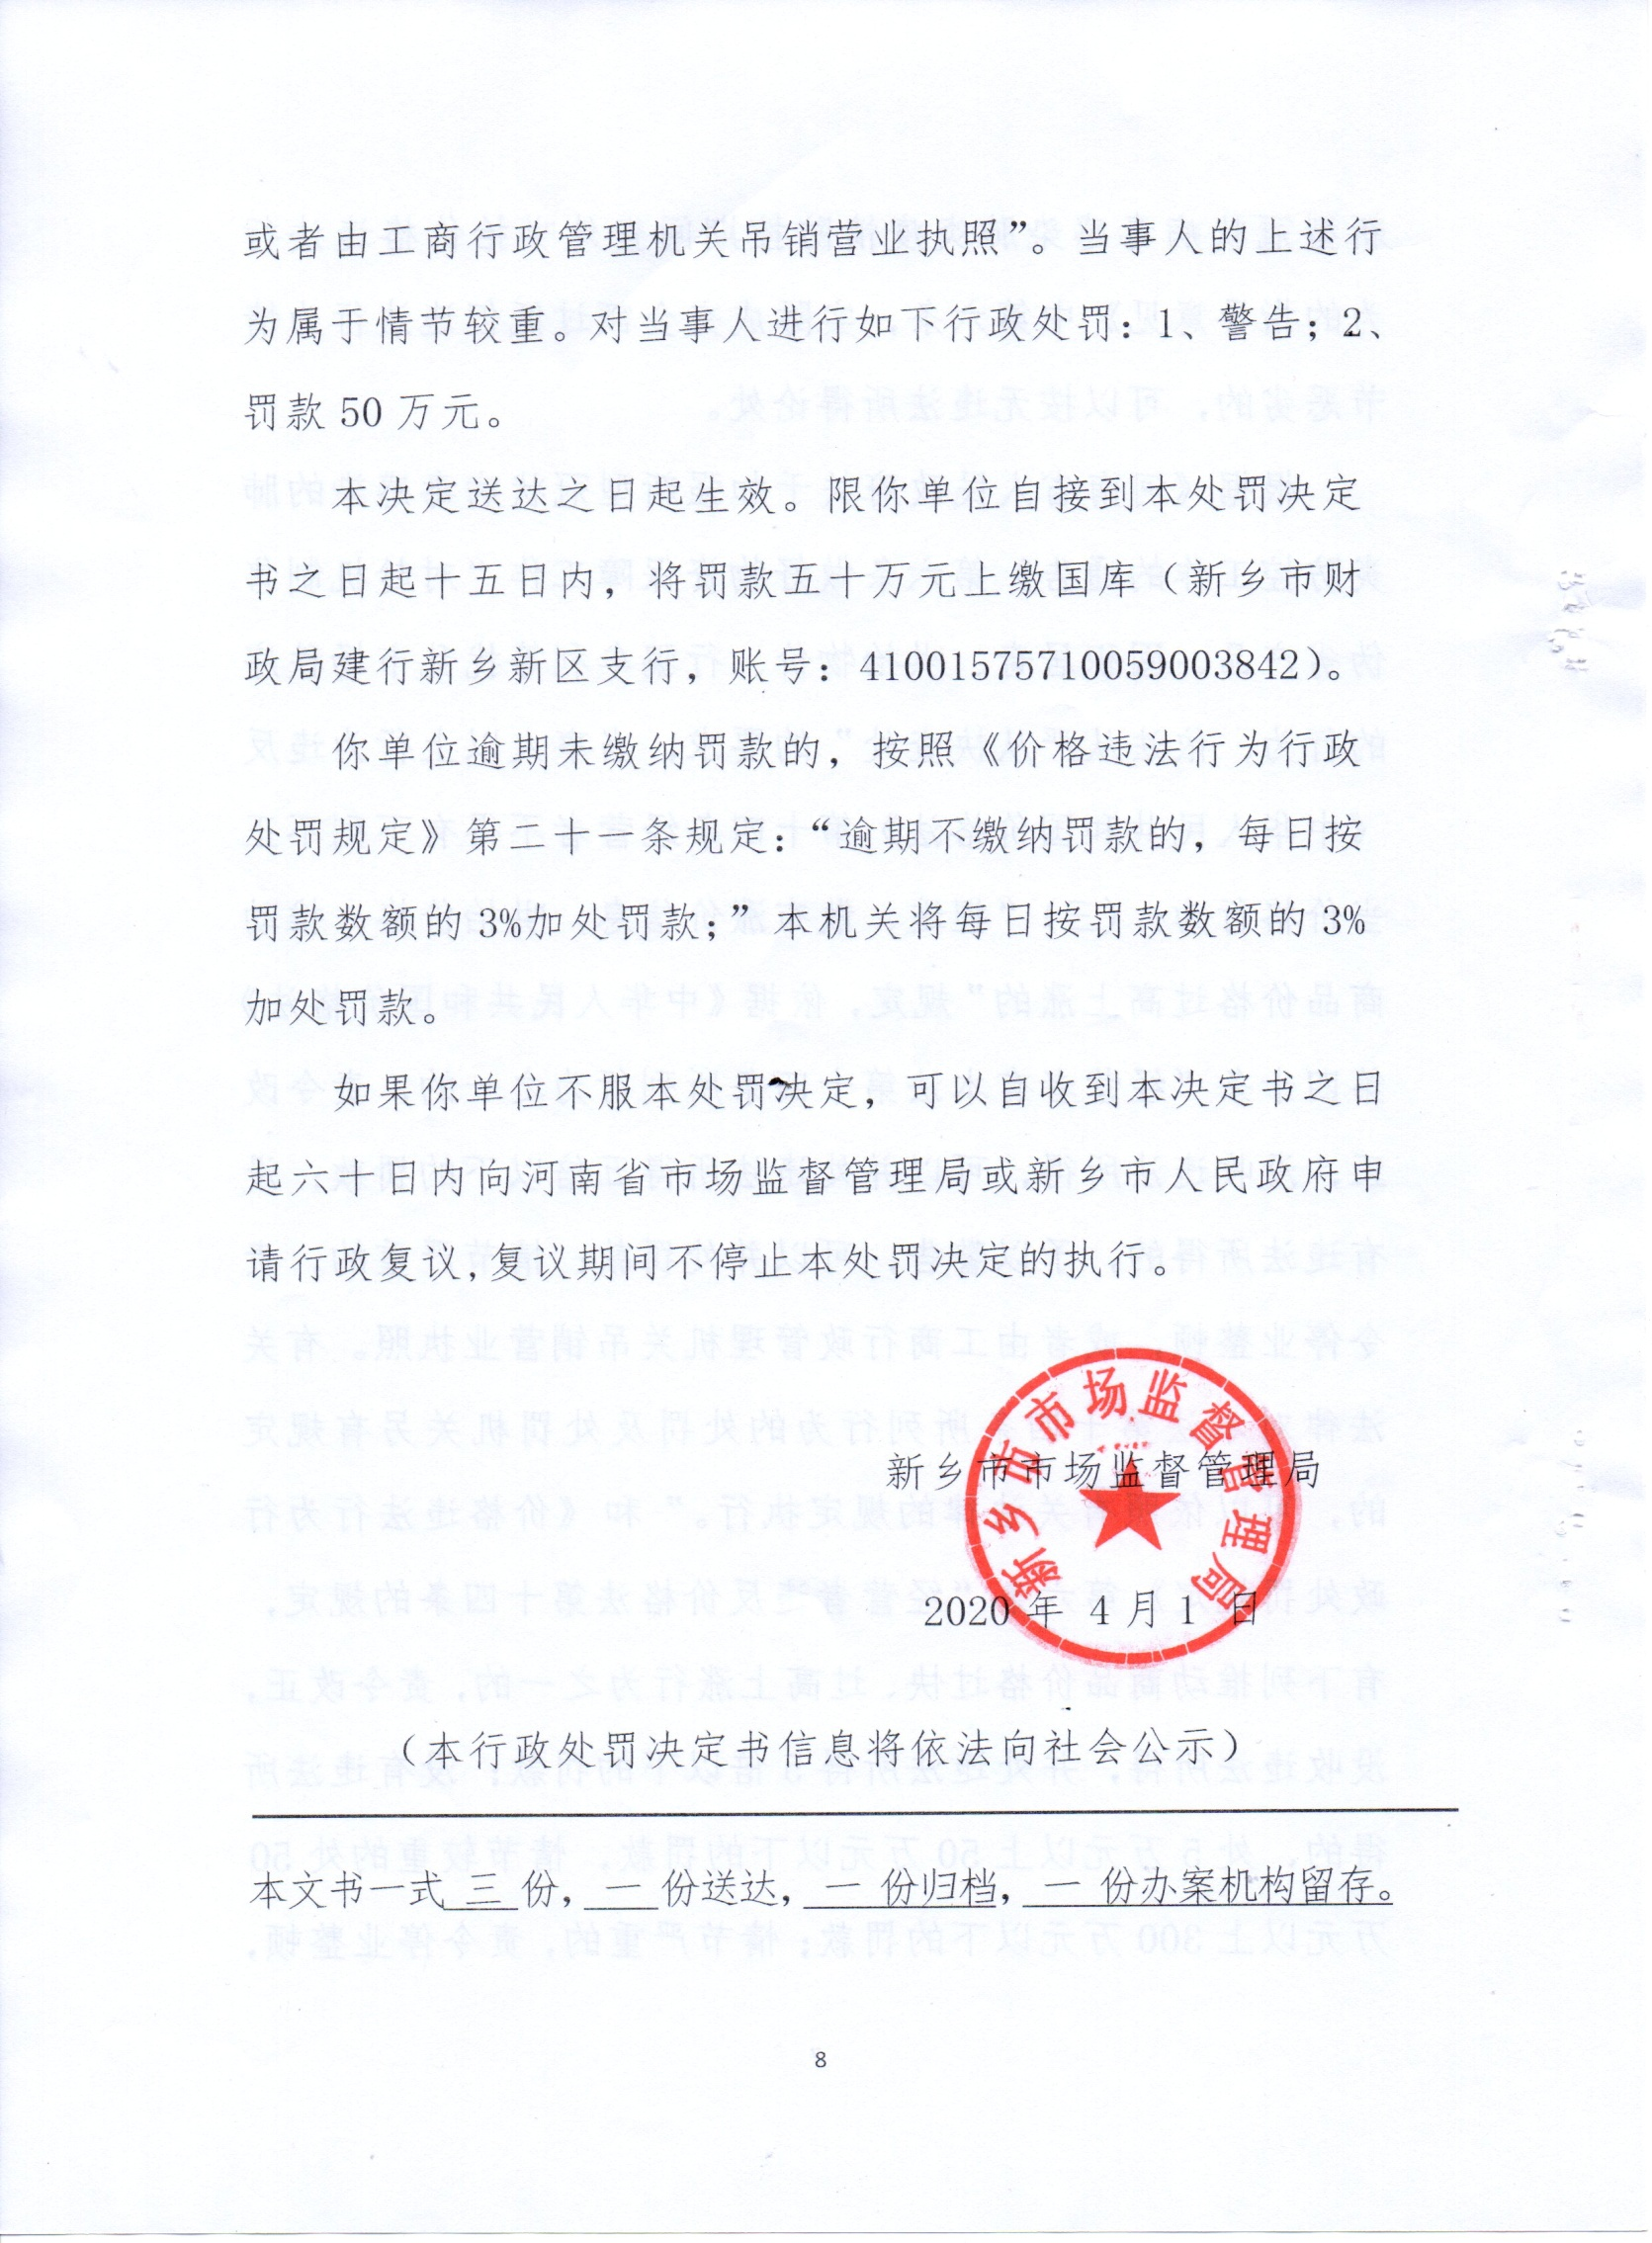 或者由工商行政管理机关吊销营业执照”。当事人的上述行
为属于情节较重。对当事人进行如下行政处罚：1、警告；2、
罚款 50 万元。
本决定送达之日起生效。限你单位自接到本处罚决定
书之日起十五日内，将罚款五十万元上缴国库（新乡市财
政局建行新乡新区支行，账号：41001575710059003842）。
你单位逾期未缴纳罚款的，按照《价格违法行为行政
处罚规定》第二十一条规定：“逾期不缴纳罚款的，每日按
罚款数额的 3%加处罚款；”本机关将每日按罚款数额的 3%
加处罚款。
如果你单位不服本处罚决定，可以自收到本决定书之日
起六十日内向河南省市场监督管理局或新乡市人民政府申
请行政复议,复议期间不停止本处罚决定的执行。
新乡市市场监督管理局
新乡市市场监督管理局
2020 年 4 月 1 日
（本行政处罚决定书信息将依法向社会公示）
本文书一式 三 份， 一 份送达， 一 份归档， 一 份办案机构留存。
8